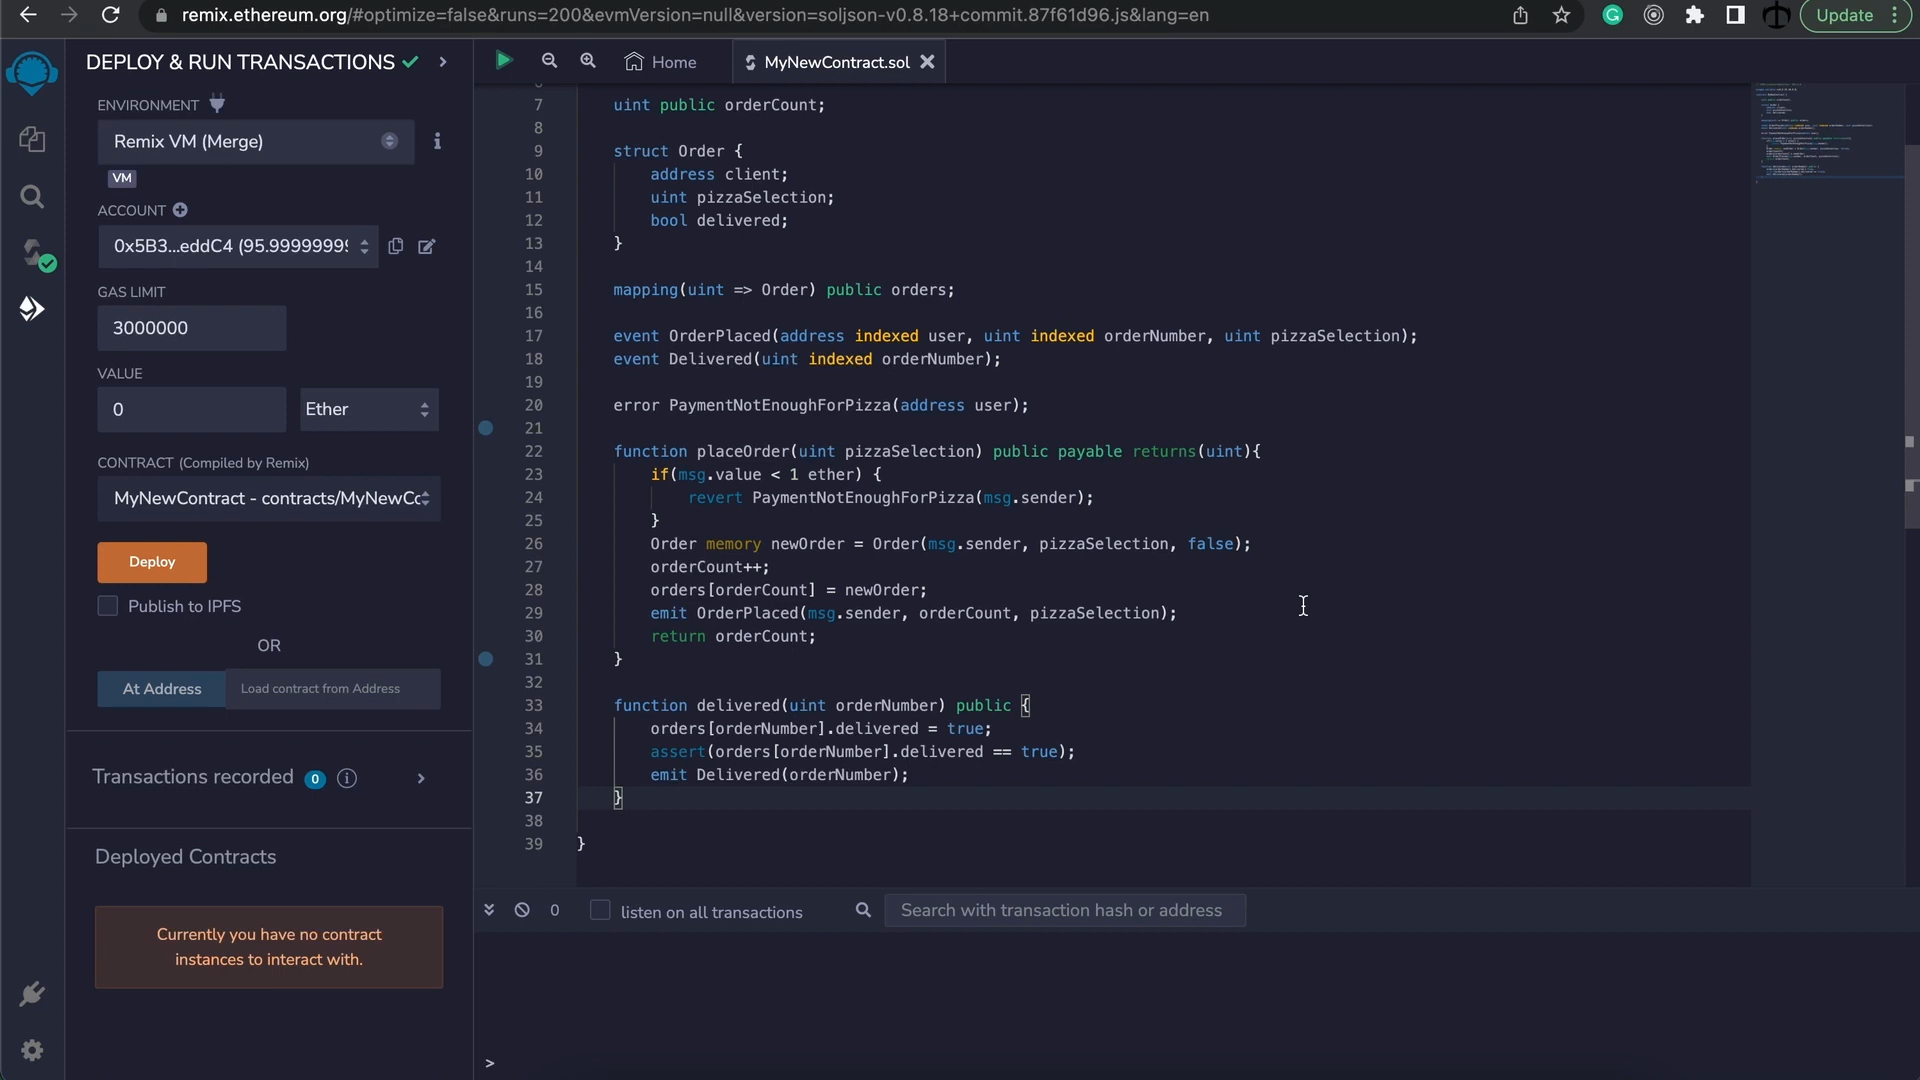 remix.ethereum.org/#optimize=false&runs=200&evmVersion=null&version=soljson-v0.8.18+commit.87f61d96.js&lang=en
Update
DEPLOY & RUN TRANSACTIONS
ENVIRONMENT
Remix VM (Merge)
VM
ACCOUNT
0x5B3...eddC4 (95.9999999
GAS LIMIT
3000000
VALUE
0
Ether
CONTRACT (Compiled by Remix)
MyNewContract - contracts/MyNewCo
Deploy
Publish to IPFS
OR
At Address
Load contract from Address
Transactions recorded 0 i
Deployed Contracts
Currently you have no contract
instances to interact with.
Home
MyNewContract.sol
7 uint public orderCount;
8
9 struct Order {
10 address client;
11 uint pizzaSelection;
12 bool delivered;
13 }
14
15 mapping(uint => Order) public orders;
16
17 event OrderPlaced(address indexed user, uint indexed orderNumber, uint pizzaSelection);
18 event Delivered(uint indexed orderNumber);
19
20 error PaymentNotEnoughForPizza(address user);
21
22 function placeOrder(uint pizzaSelection) public payable returns(uint){
23 if(msg.value < 1 ether) {
24 revert PaymentNotEnoughForPizza(msg.sender);
25 }
26 Order memory newOrder = Order(msg.sender, pizzaSelection, false);
27 orderCount++;
28 orders[orderCount] = newOrder;
29 emit OrderPlaced(msg.sender, orderCount, pizzaSelection);
30 return orderCount;
31 }
32
33 function delivered(uint orderNumber) public {
34 orders[orderNumber].delivered = true;
35 assert(orders[orderNumber].delivered == true);
36 emit Delivered(orderNumber);
37 }
38
39 }
0
listen on all transactions
Search with transaction hash or address
>